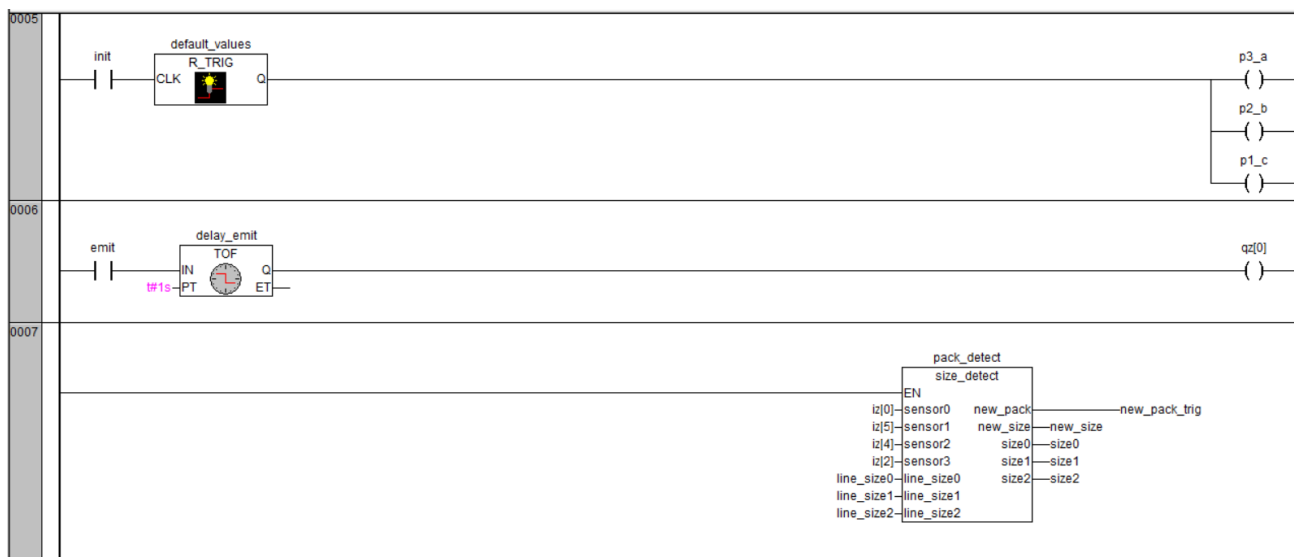 0005
default_values
init
R_TRIG
p3_a
CLK Q
p2_b
p1_c
0006
delay_emit
emit
TOF
qz[0]
IN Q
t#1s PT ET
0007
pack_detect
size_detect
EN
iz[0] sensor0 new_pack new_pack_trig
iz[5] sensor1 new_size new_size
iz[4] sensor2 size0 size0
iz[2] sensor3 size1 size1
line_size0 line_size0 size2 size2
line_size1 line_size1
line_size2 line_size2